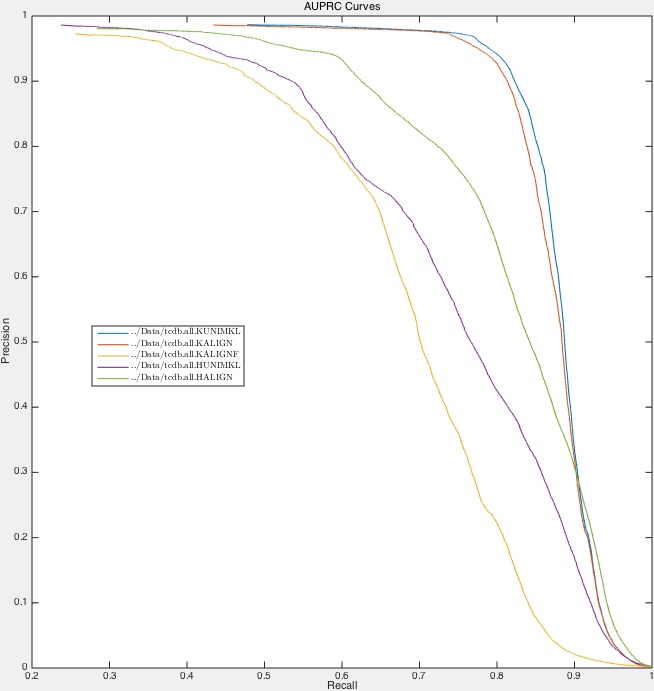 AUPRC Curves
1
0.9
0.8
0.7
0.6
0.5
0.4
0.3
0.2
0.1
0
Precision
../Data/tcdb.all.KUNIMKL
../Data/tcdb.all.KALIGN
../Data/tcdb.all.KALIGNF
../Data/tcdb.all.HUNIMKL
../Data/tcdb.all.HALIGN
0.2 0.3 0.4 0.5 0.6 0.7 0.8 0.9 1
Recall